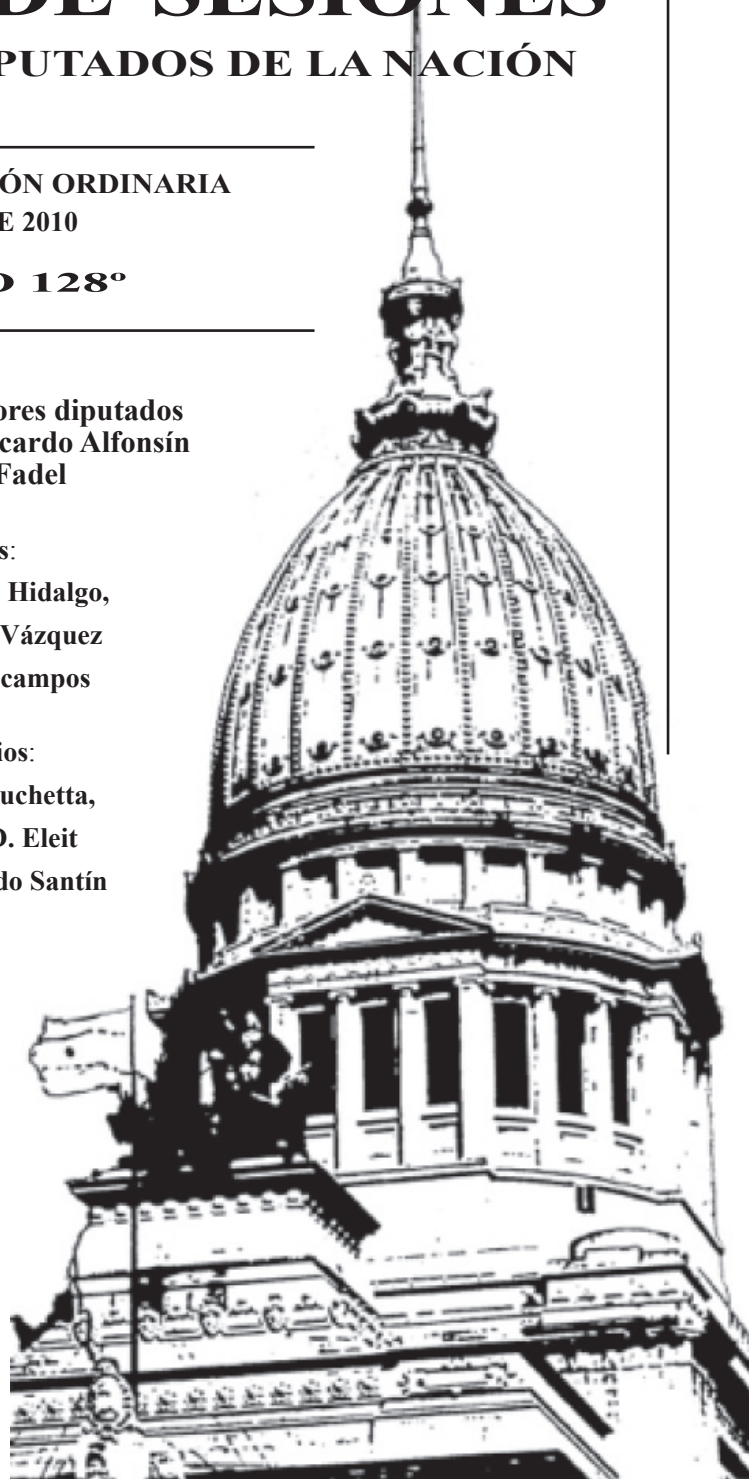 DE SESIONES
PUTADOS DE LA NACIÓN
ÓN ORDINARIA
E 2010
O 128º
ores diputados
cardo Alfonsín
Fadel
s:
Hidalgo,
Vázquez
campos
ios:
uchetta,
D. Eleit
do Santín